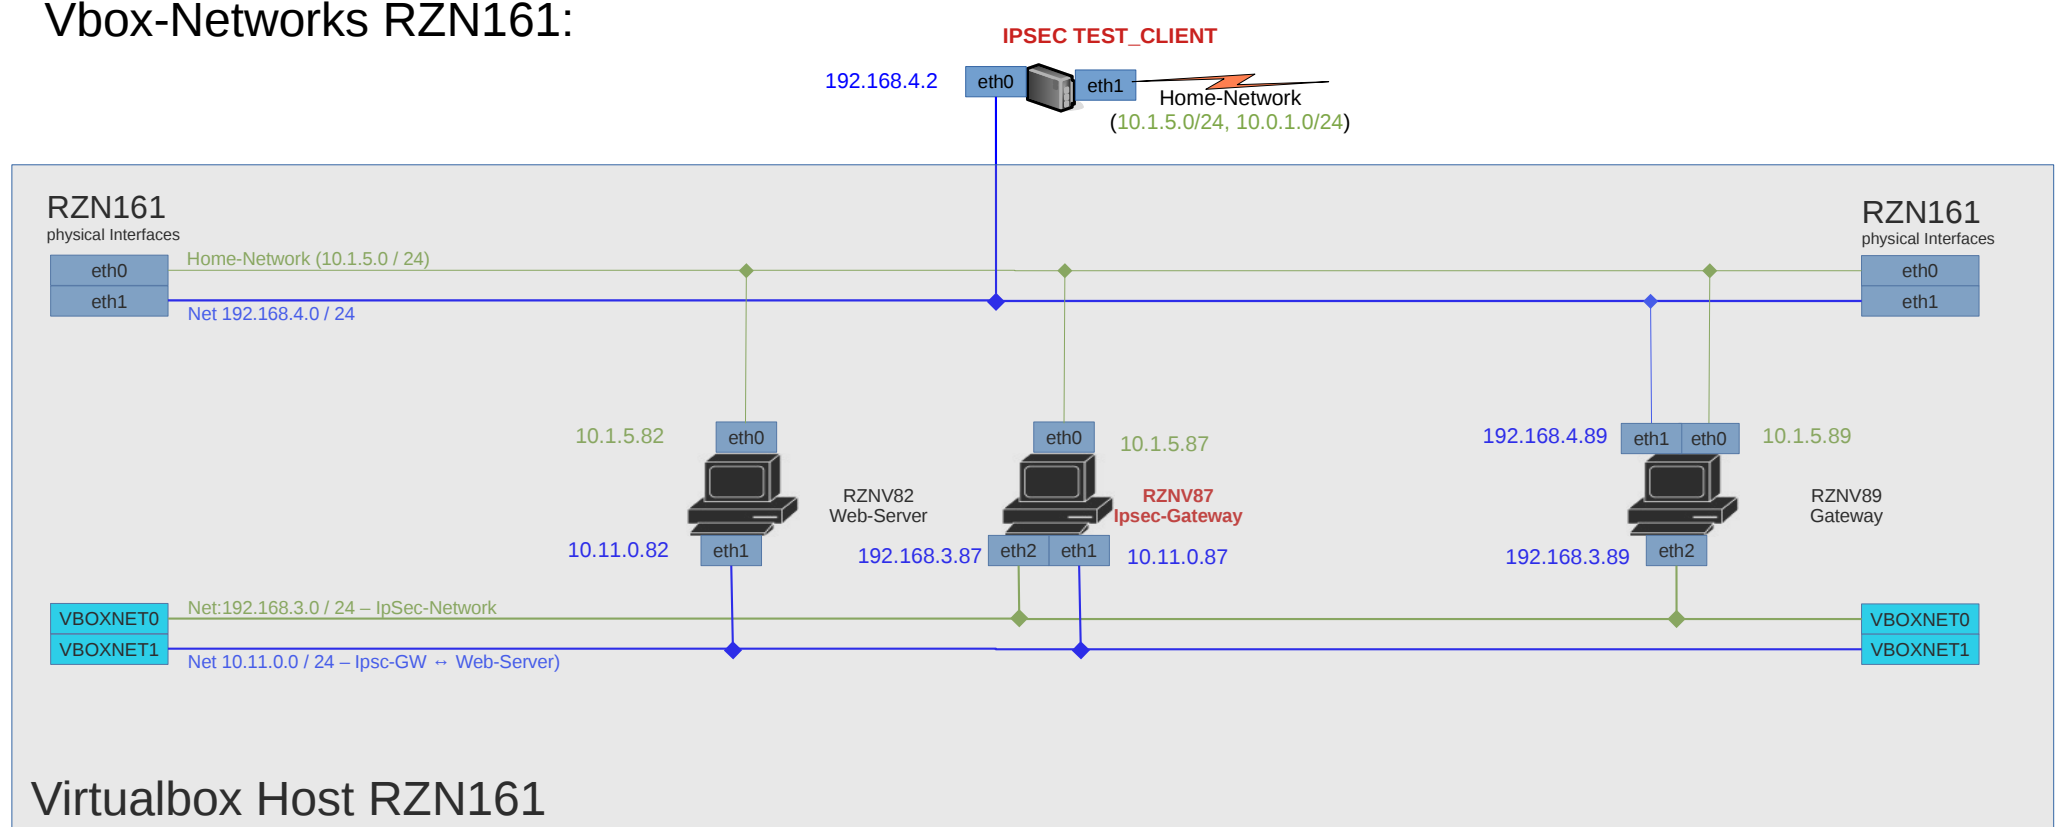 Vbox-Networks RZN161:
IPSEC TEST_CLIENT
192.168.4.2
eth0
eth1
Home-Network
(10.1.5.0/24, 10.0.1.0/24)
RZN161
physical Interfaces
RZN161
physical Interfaces
eth0
Home-Network (10.1.5.0 / 24)
eth0
eth1
Net 192.168.4.0 / 24
eth1
10.1.5.82
eth0
eth0
10.1.5.87
192.168.4.89
eth1
eth0
10.1.5.89
RZNV82
Web-Server
RZNV87
Ipsec-Gateway
RZNV89
Gateway
10.11.0.82
eth1
192.168.3.87
eth2
eth1
10.11.0.87
192.168.3.89
eth2
VBOXNET0
Net:192.168.3.0 / 24 – IpSec-Network
VBOXNET0
VBOXNET1
Net 10.11.0.0 / 24 – Ipsc-GW ↔ Web-Server)
VBOXNET1
Virtualbox Host RZN161